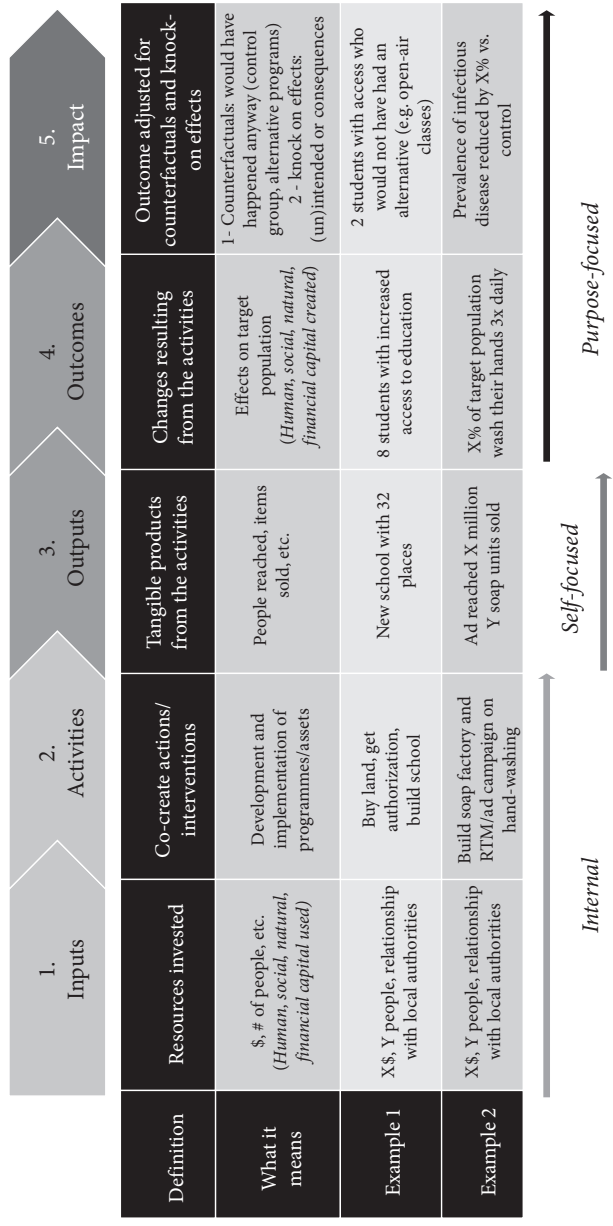 1.
Inputs
2.
Activities
3.
Outputs
4.
Outcomes
5.
Impact
Definition
Resources invested
Co-create actions/
interventions
Tangible products
from the activities
Changes resulting
from the activities
Outcome adjusted for
counterfactuals and knock-
on effects
What it
means
$, # of people, etc.
(Human, social, natural,
financial capital used)
Development and
implementation of
programmes/assets
People reached, items
sold, etc.
Effects on target
population
(Human, social, natural,
financial capital created)
1- Counterfactuals: would have
happened anyway (control
group, alternative programs)
2 - knock on effects:
(un)intended or consequences
Example 1
X$, Y people, relationship
with local authorities
Buy land, get
authorization,
build school
New school with 32
places
8 students with increased
access to education
2 students with access who
would not have had an
alternative (e.g. open-air
classes)
Example 2
X$, Y people, relationship
with local authorities
Build soap factory and
RTM/ad campaign on
hand-washing
Ad reached X million
Y soap units sold
X% of target population
wash their hands 3x daily
Prevalence of infectious
disease reduced by X% vs.
control
Internal
Self-focused
Purpose-focused